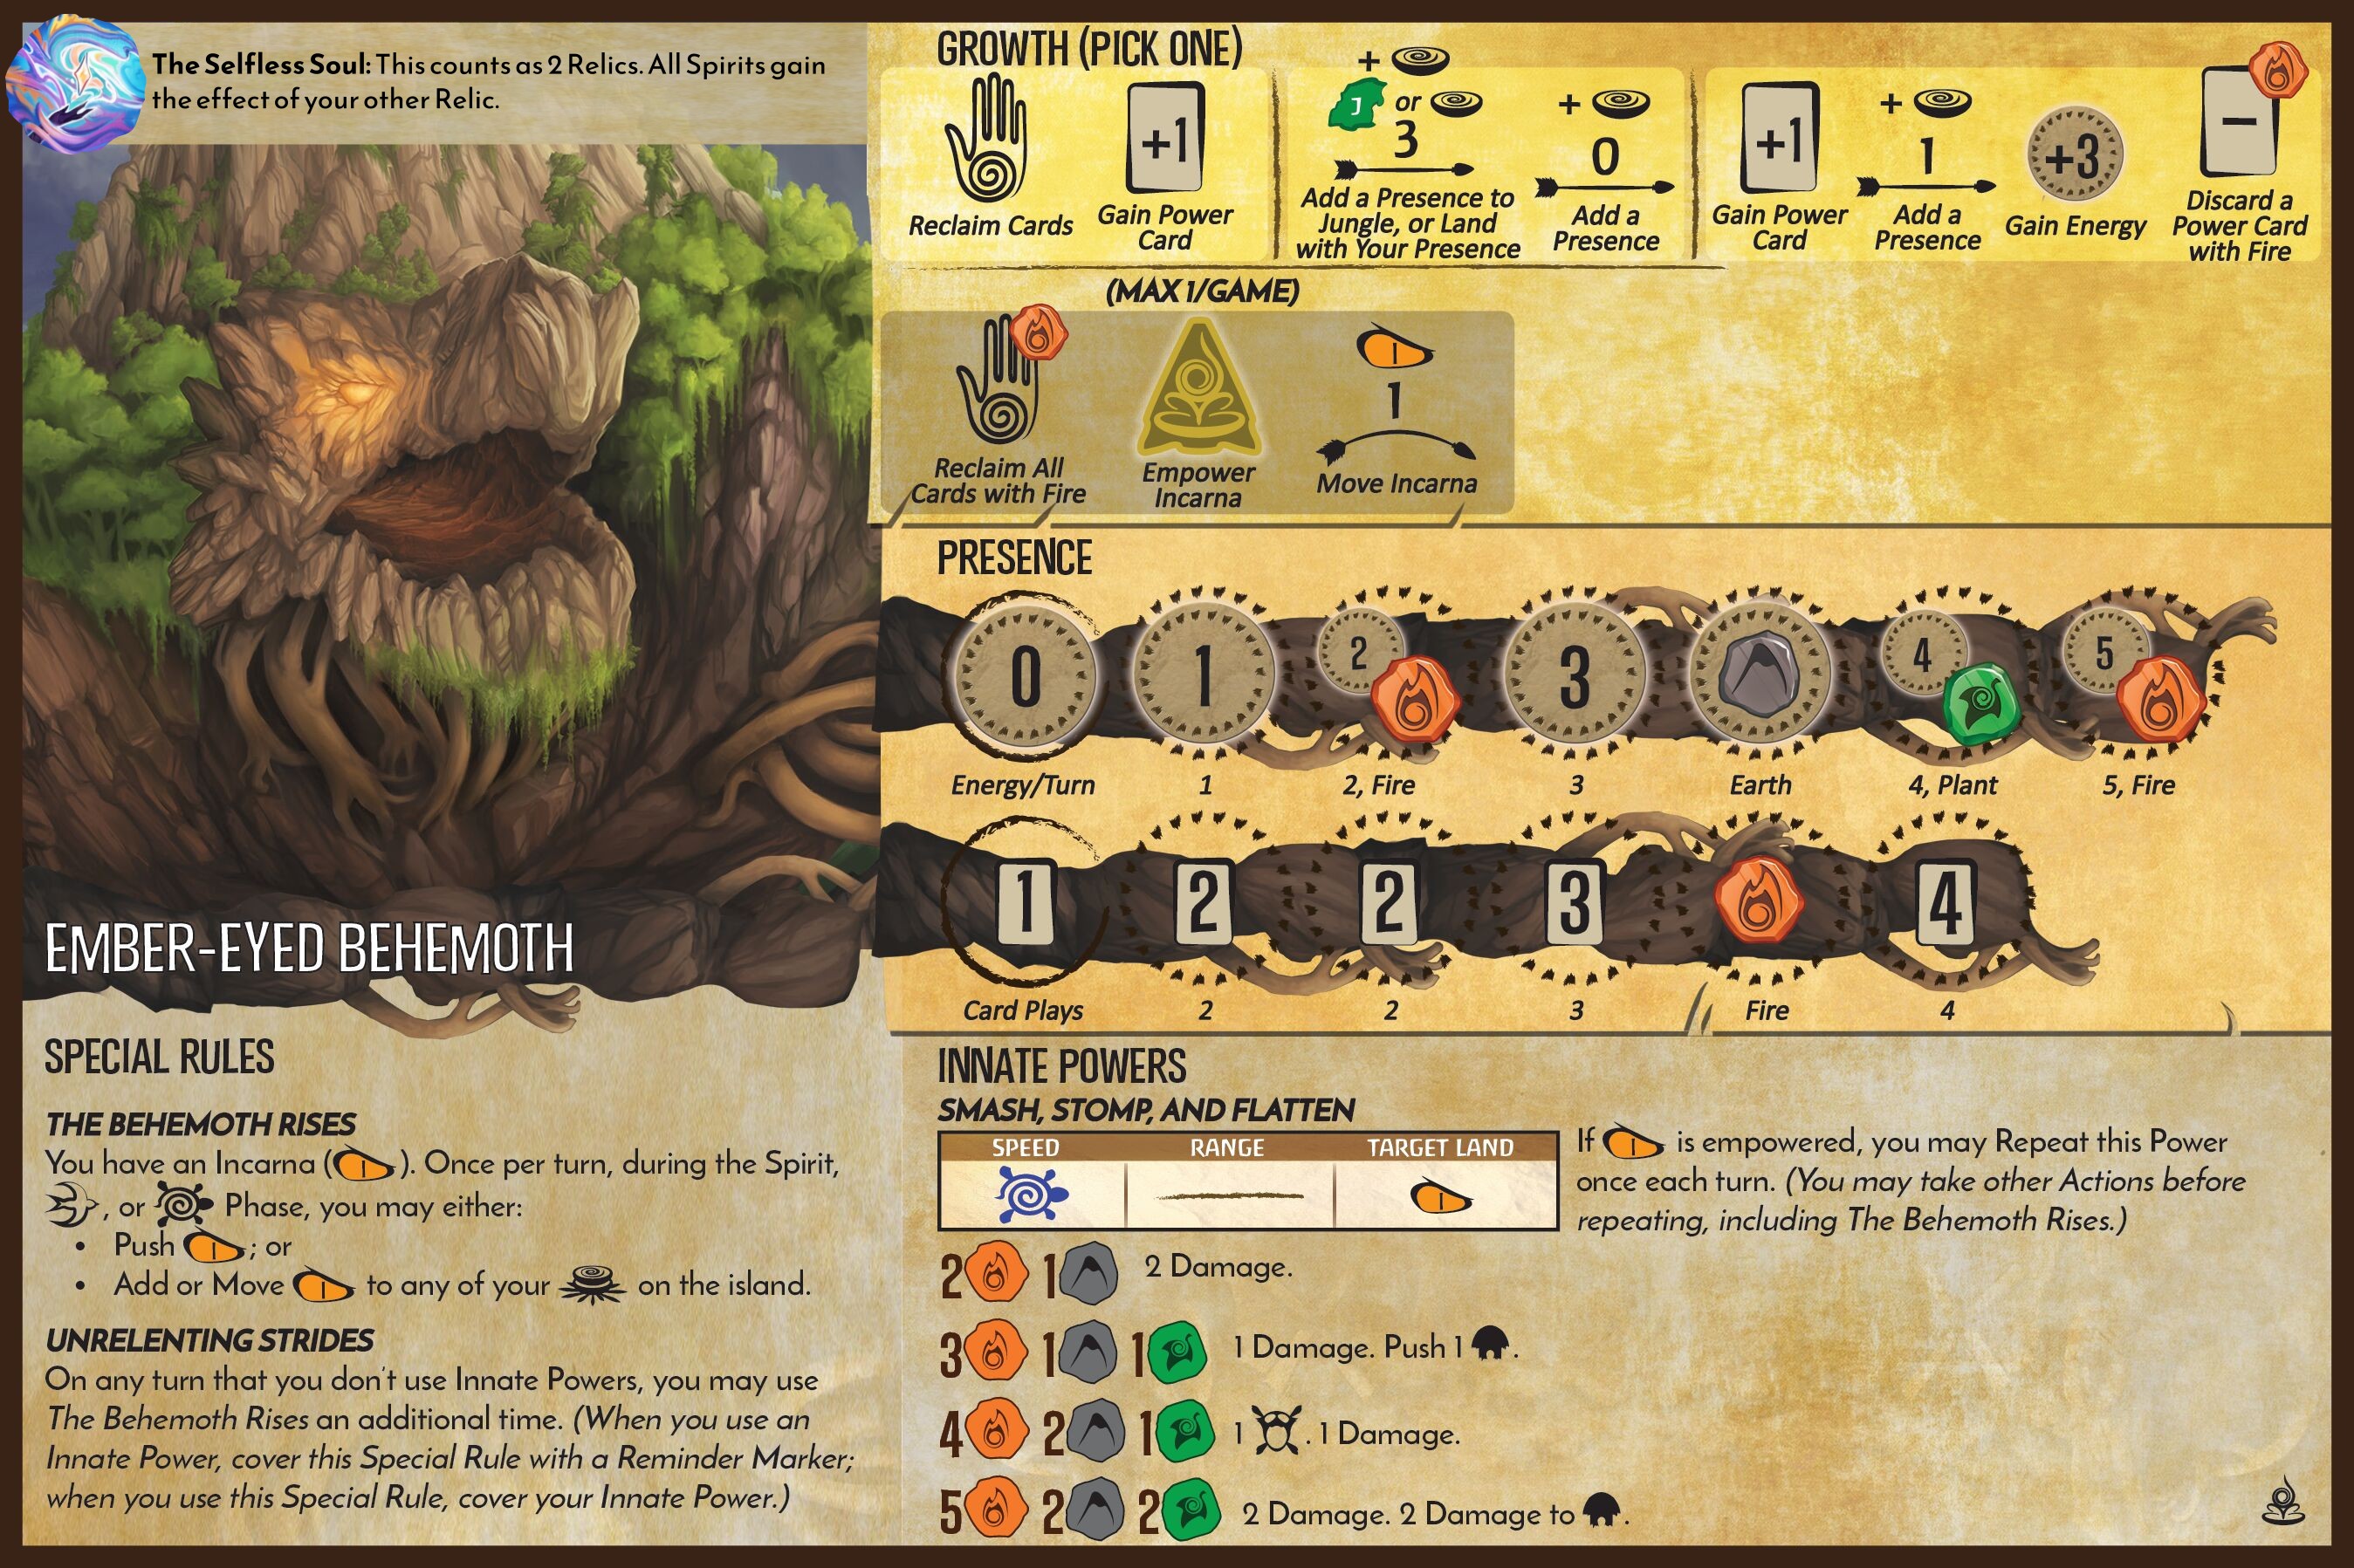 The Selfless Soul: This counts as 2 Relics. All Spirits gain
the effect of your other Relic.
GROWTH (PICK ONE)
Reclaim Cards
+1
Gain Power
Card
+
J or
3
Add a Presence to
Jungle, or Land
with Your Presence
+
0
Add a
Presence
+1
Gain Power
Card
+
1
Add a
Presence
+3
Gain Energy
–
Discard a
Power Card
with Fire
(MAX 1/GAME)
Reclaim All
Cards with Fire
Empower
Incarna
1
Move Incarna
PRESENCE
0 1 2 3 4 5
Energy/Turn 1 2, Fire 3 Earth 4, Plant 5, Fire
1 2 2 3 4
Card Plays 2 2 3 Fire 4
EMBER-EYED BEHEMOTH
SPECIAL RULES
THE BEHEMOTH RISES
You have an Incarna ( ). Once per turn, during the Spirit,
, or Phase, you may either:
• Push ; or
• Add or Move to any of your on the island.
UNRELENTING STRIDES
On any turn that you don't use Innate Powers, you may use
The Behemoth Rises an additional time. (When you use an
Innate Power, cover this Special Rule with a Reminder Marker;
when you use this Special Rule, cover your Innate Power.)
INNATE POWERS
SMASH, STOMP, AND FLATTEN
SPEED RANGE TARGET LAND
If is empowered, you may Repeat this Power
once each turn. (You may take other Actions before
repeating, including The Behemoth Rises.)
2 1 2 Damage.
3 1 1 1 Damage. Push 1 .
4 2 1 1 . 1 Damage.
5 2 2 2 Damage. 2 Damage to .